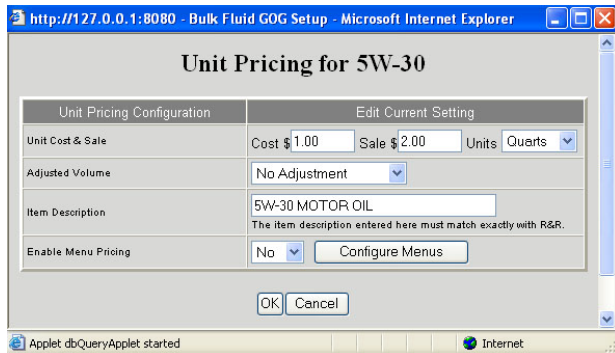 http://127.0.0.1:8080 - Bulk Fluid GOG Setup - Microsoft Internet Explorer
Unit Pricing for 5W-30
Unit Pricing Configuration Edit Current Setting
Unit Cost & Sale Cost $ 1.00 Sale $ 2.00 Units Quarts
Adjusted Volume No Adjustment
Item Description 5W-30 MOTOR OIL
The item description entered here must match exactly with R&R.
Enable Menu Pricing No Configure Menus
OK Cancel
Applet dbQueryApplet started Internet